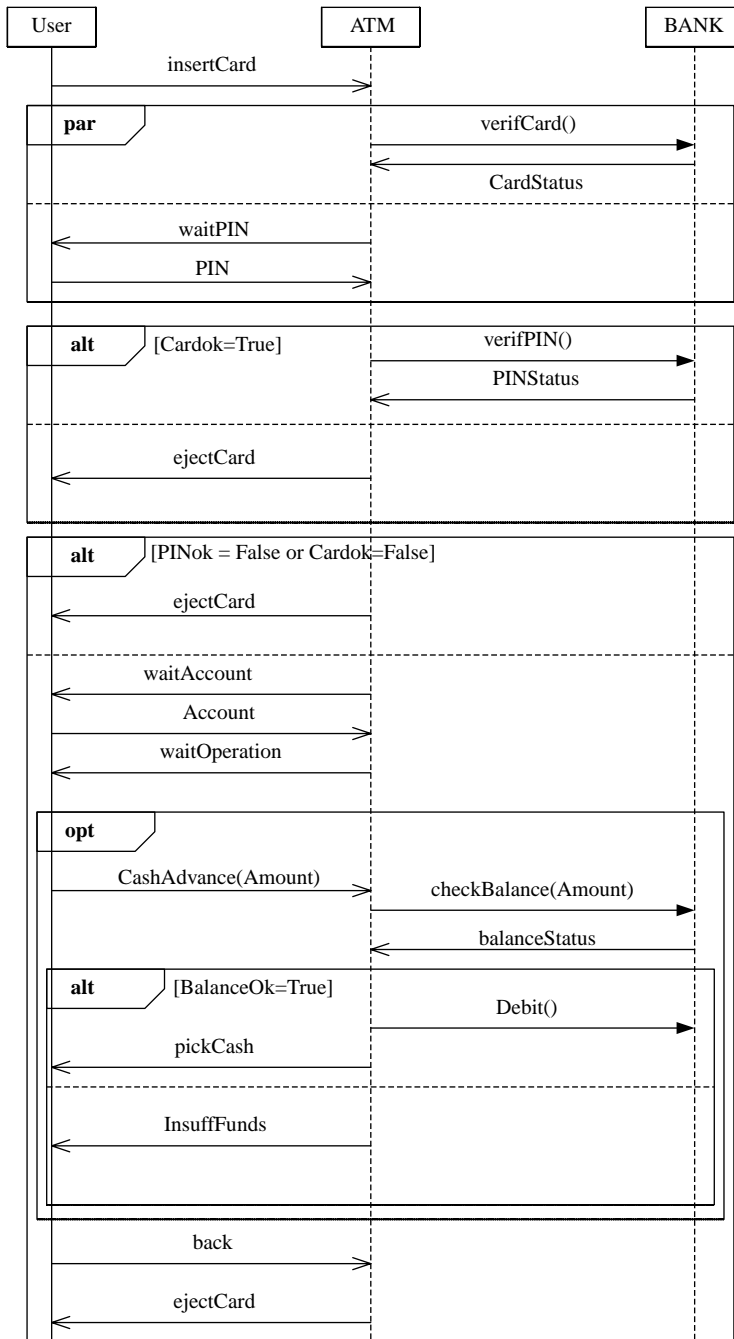 User ATM BANK
insertCard
par
verifCard()
CardStatus
waitPIN
PIN
alt [Cardok=True]
verifPIN()
PINStatus
ejectCard
alt [PINok = False or Cardok=False]
ejectCard
waitAccount
Account
waitOperation
opt
CashAdvance(Amount) checkBalance(Amount)
balanceStatus
alt [BalanceOk=True]
Debit()
pickCash
InsuffFunds
back
ejectCard